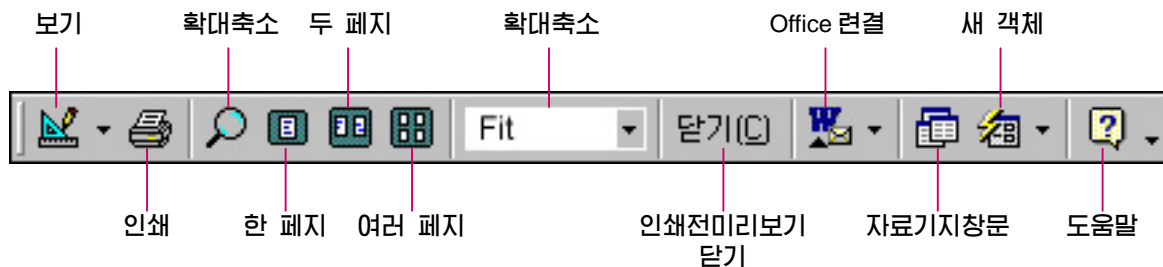 보기 확대축소 두 페지 확대축소 Office 련결 새 객체
Fit 닫기(C)
인쇄 한 페지 여러 페지 인쇄전미리보기 자료기지창문 도움말
닫기